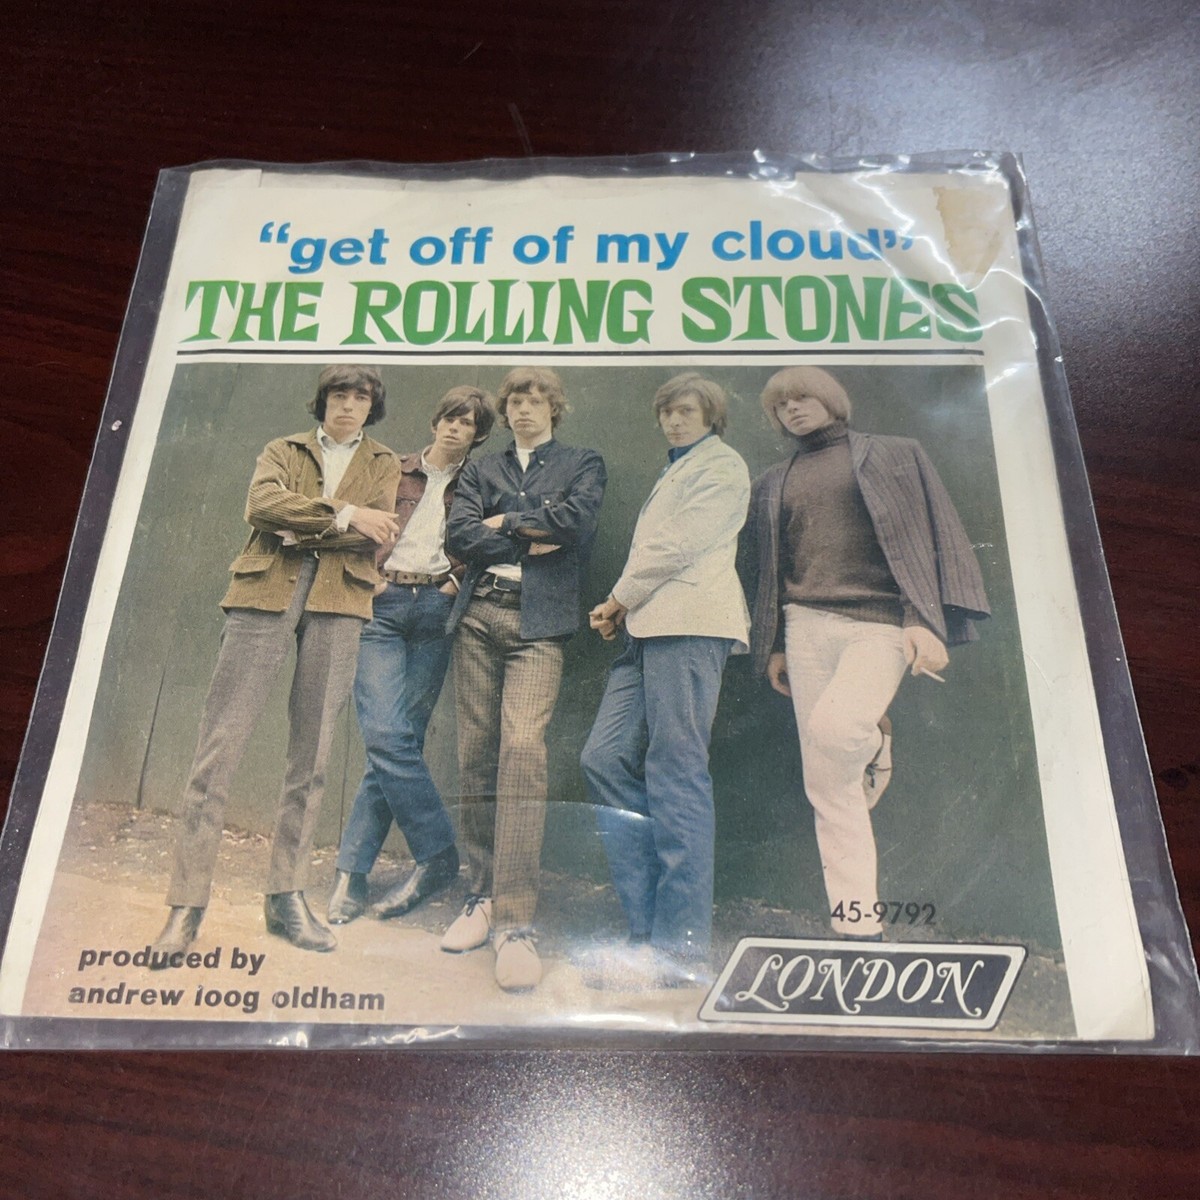 “get off of my cloud”
THE ROLLING STONES
45-9792
produced by
andrew loog oldham
LONDON